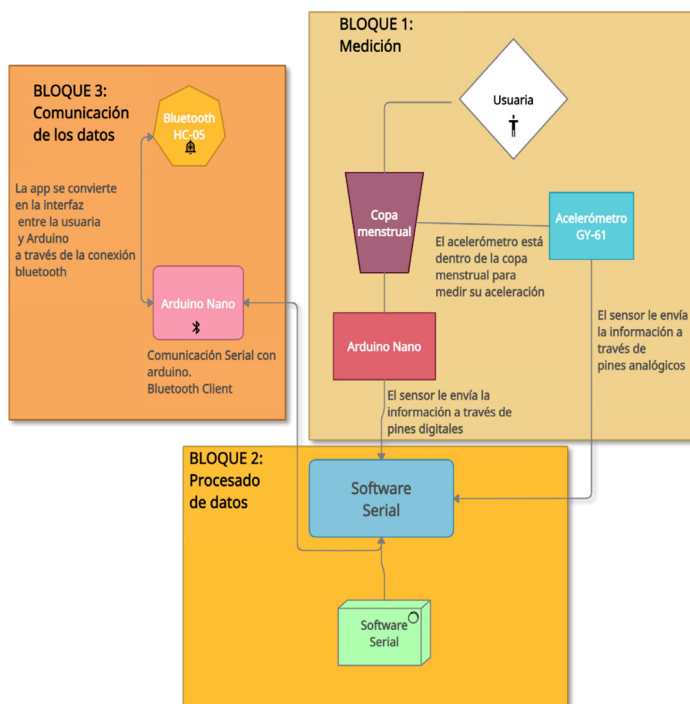 BLOQUE 1:
Medición
Usuaria
Copa
menstrual
Acelerómetro
GY-61
El acelerómetro está
dentro de la copa
menstrual para
medir su aceleración
Arduino Nano
El sensor le envía
la información a
través de
pines analógicos
El sensor le envía la
información a través de
pines digitales
BLOQUE 3:
Comunicación
de los datos
Bluetooth
HC-05
La app se convierte
en la interfaz
entre la usuaria
y Arduino
a través de la conexión
bluetooth
Arduino Nano
Comunicación Serial con
arduino.
Bluetooth Client
BLOQUE 2:
Procesado
de datos
Software
Serial
Software
Serial